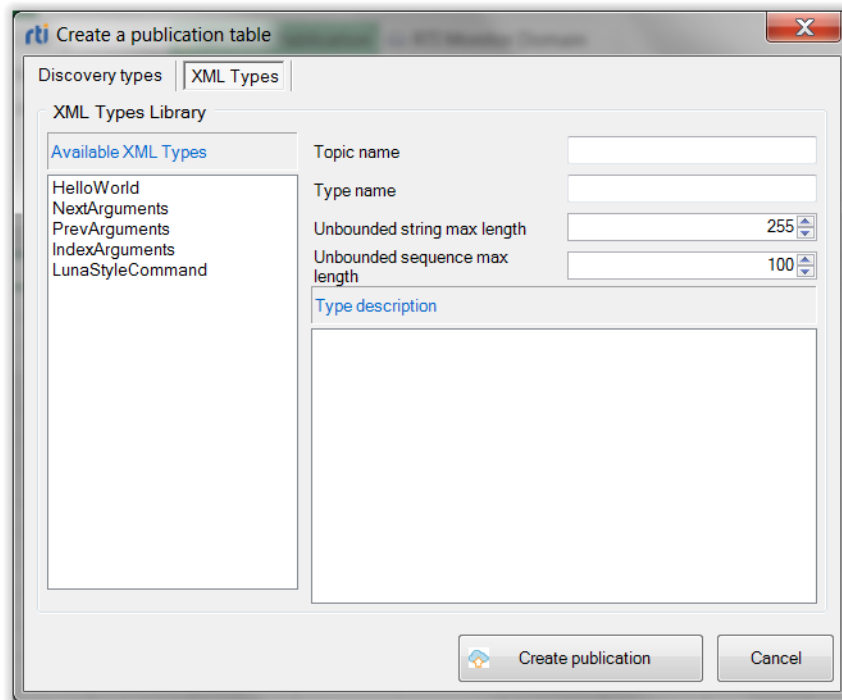 rti Create a publication table
Discovery types XML Types
XML Types Library
Available XML Types
HelloWorld
NextArguments
PrevArguments
IndexArguments
LunaStyleCommand
Topic name
Type name
Unbounded string max length 255
Unbounded sequence max
length 100
Type description
Create publication Cancel